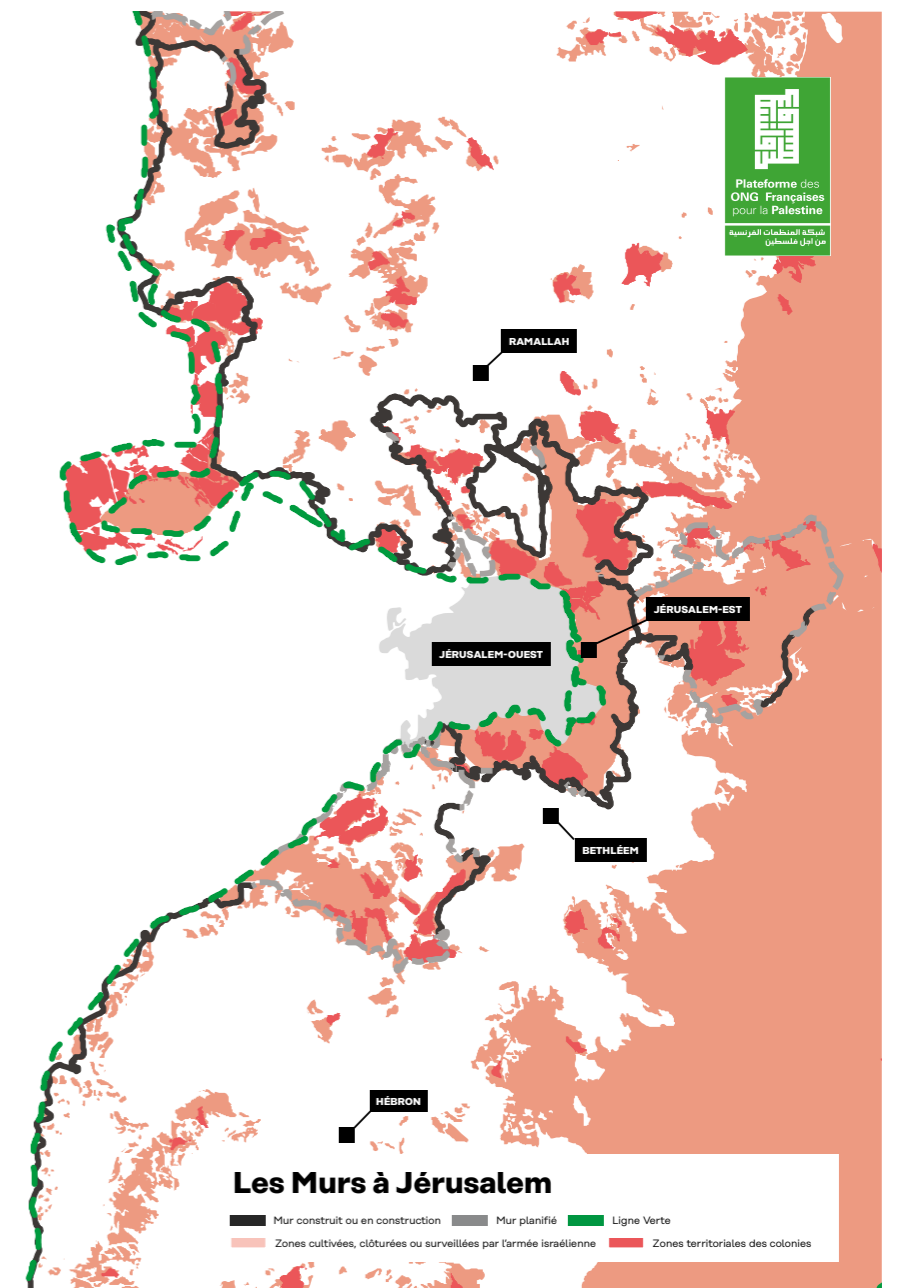 Plateforme des
ONG Françaises
pour la Palestine
شبكة المنظمات الفرنسية
من اجل فلسطين
RAMALLAH
JÉRUSALEM-EST
JÉRUSALEM-OUEST
BETHLÉEM
HÉBRON
Les Murs à Jérusalem
Mur construit ou en construction
Mur planifié
Ligne Verte
Zones cultivées, clôturées ou surveillées par l'armée israélienne
Zones territoriales des colonies